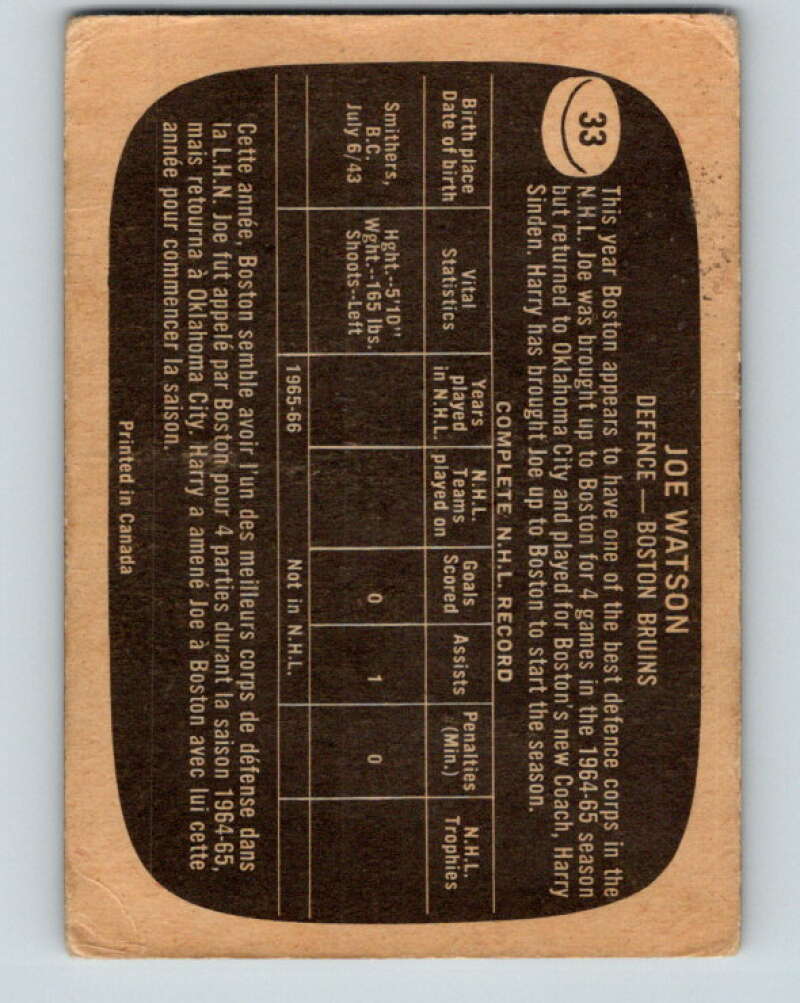 JOE WATSON
DEFENCE — BOSTON BRUINS
33
This year Boston appears to have one of the best defence corps in the
N.H.L. Joe was brought up to Boston for 4 games in the 1964-65 season
but returned to Oklahoma City and played for Boston's new Coach, Harry
Sinden. Harry has brought Joe up to Boston to start the season.
COMPLETE N.H.L. RECORD
Birth place
Date of birth
Vital
Statistics
Years
played
in N.H.L.
N.H.L.
Teams
played on
Goals
Scored
Assists
Penalties
(Min.)
N.H.L.
Trophies
Smithers,
B.C.
July 6/43
Hght.--5'10"
Wght.--165 lbs.
Shoots--Left
0
1
0
1965-66
Not in N.H.L.
Cette année, Boston semble avoir l'un des meilleurs corps de défense dans
la L.H.N. Joe fut appelé par Boston pour 4 parties durant la saison 1964-65,
mais retourna à Oklahoma City. Harry a amené Joe à Boston avec lui cette
année pour commencer la saison.
Printed in Canada